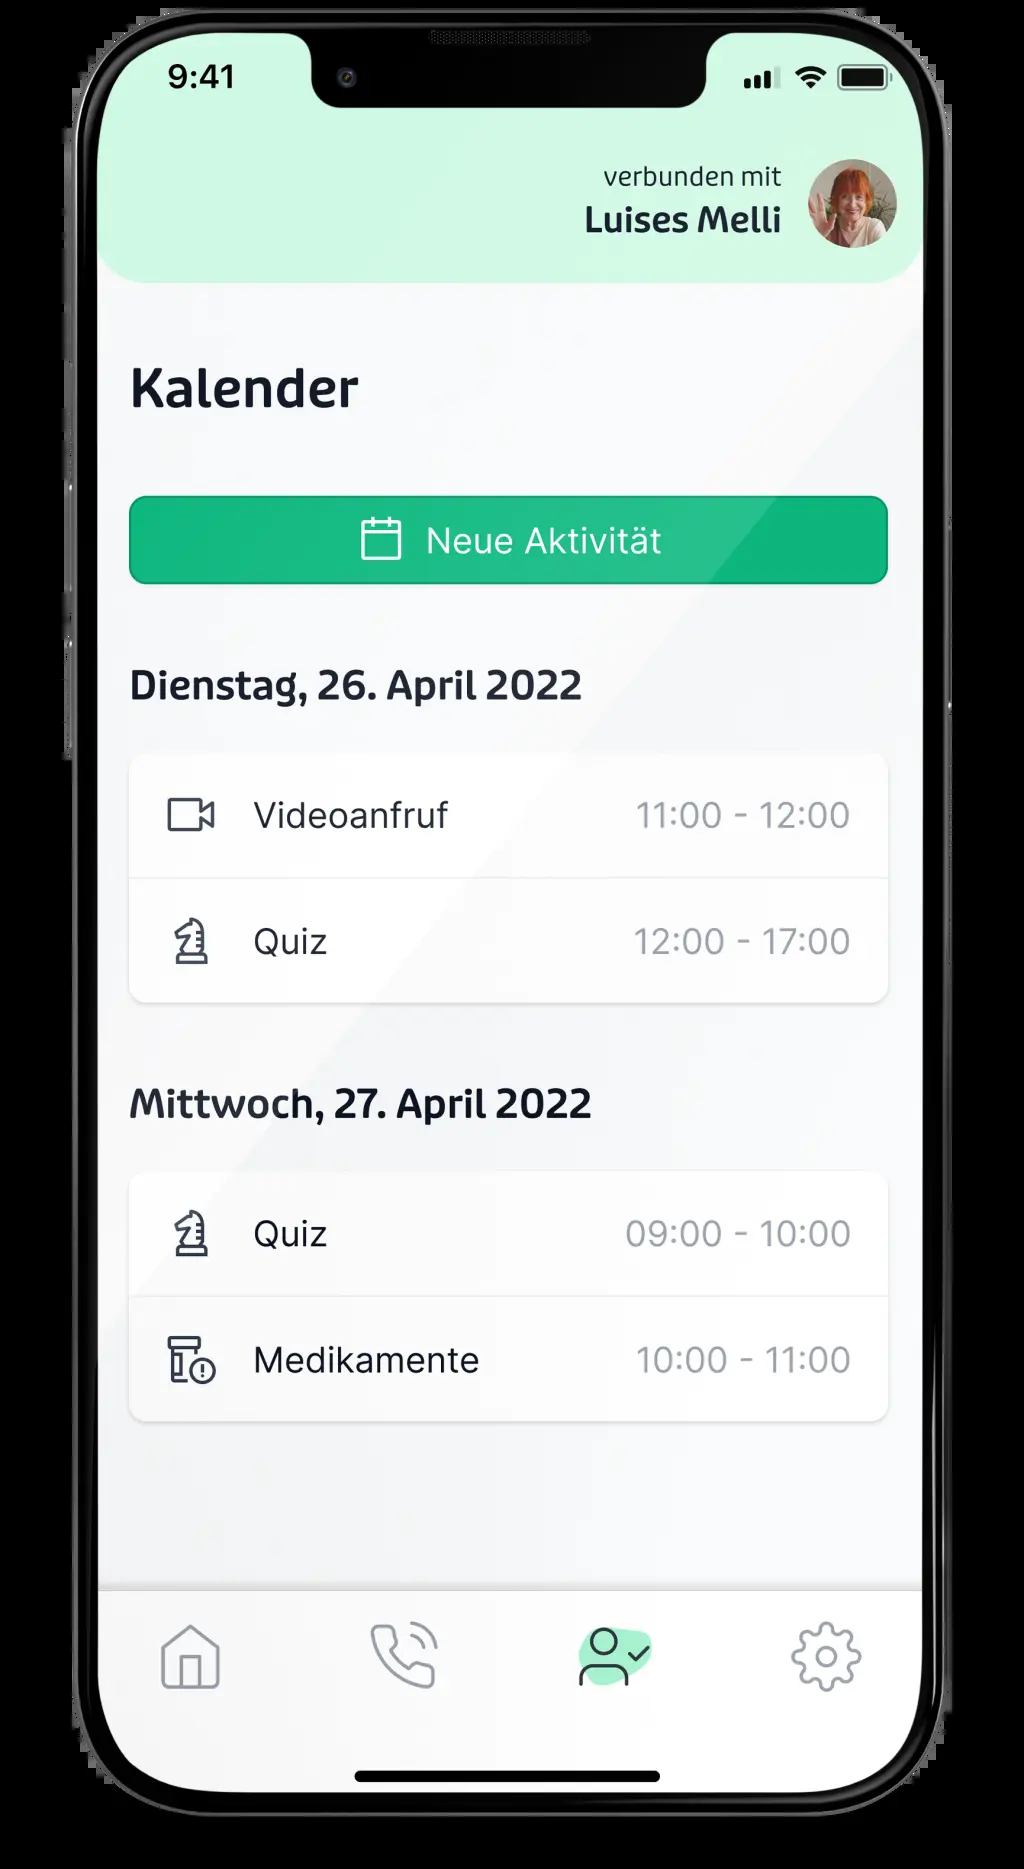 9:41
verbunden mit
Luises Melli
Kalender
Neue Aktivität
Dienstag, 26. April 2022
Videoanfruf 11:00 - 12:00
Quiz 12:00 - 17:00
Mittwoch, 27. April 2022
Quiz 09:00 - 10:00
Medikamente 10:00 - 11:00